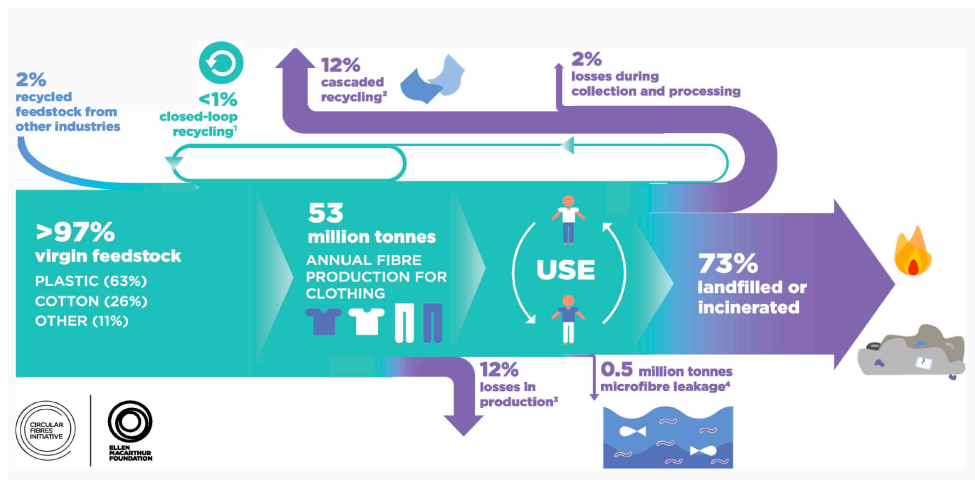 2%
recycled
feedstock from
other industries
<1%
closed-loop
recycling¹
12%
cascaded
recycling²
2%
losses during
collection and processing
>97%
virgin feedstock
PLASTIC (63%)
COTTON (26%)
OTHER (11%)
53
million tonnes
ANNUAL FIBRE
PRODUCTION FOR
CLOTHING
USE
73%
landfilled or
incinerated
12%
losses in
production³
0.5 million tonnes
microfibre leakage⁴
CIRCULAR
FIBRES
INITIATIVE
ELLEN
MACARTHUR
FOUNDATION